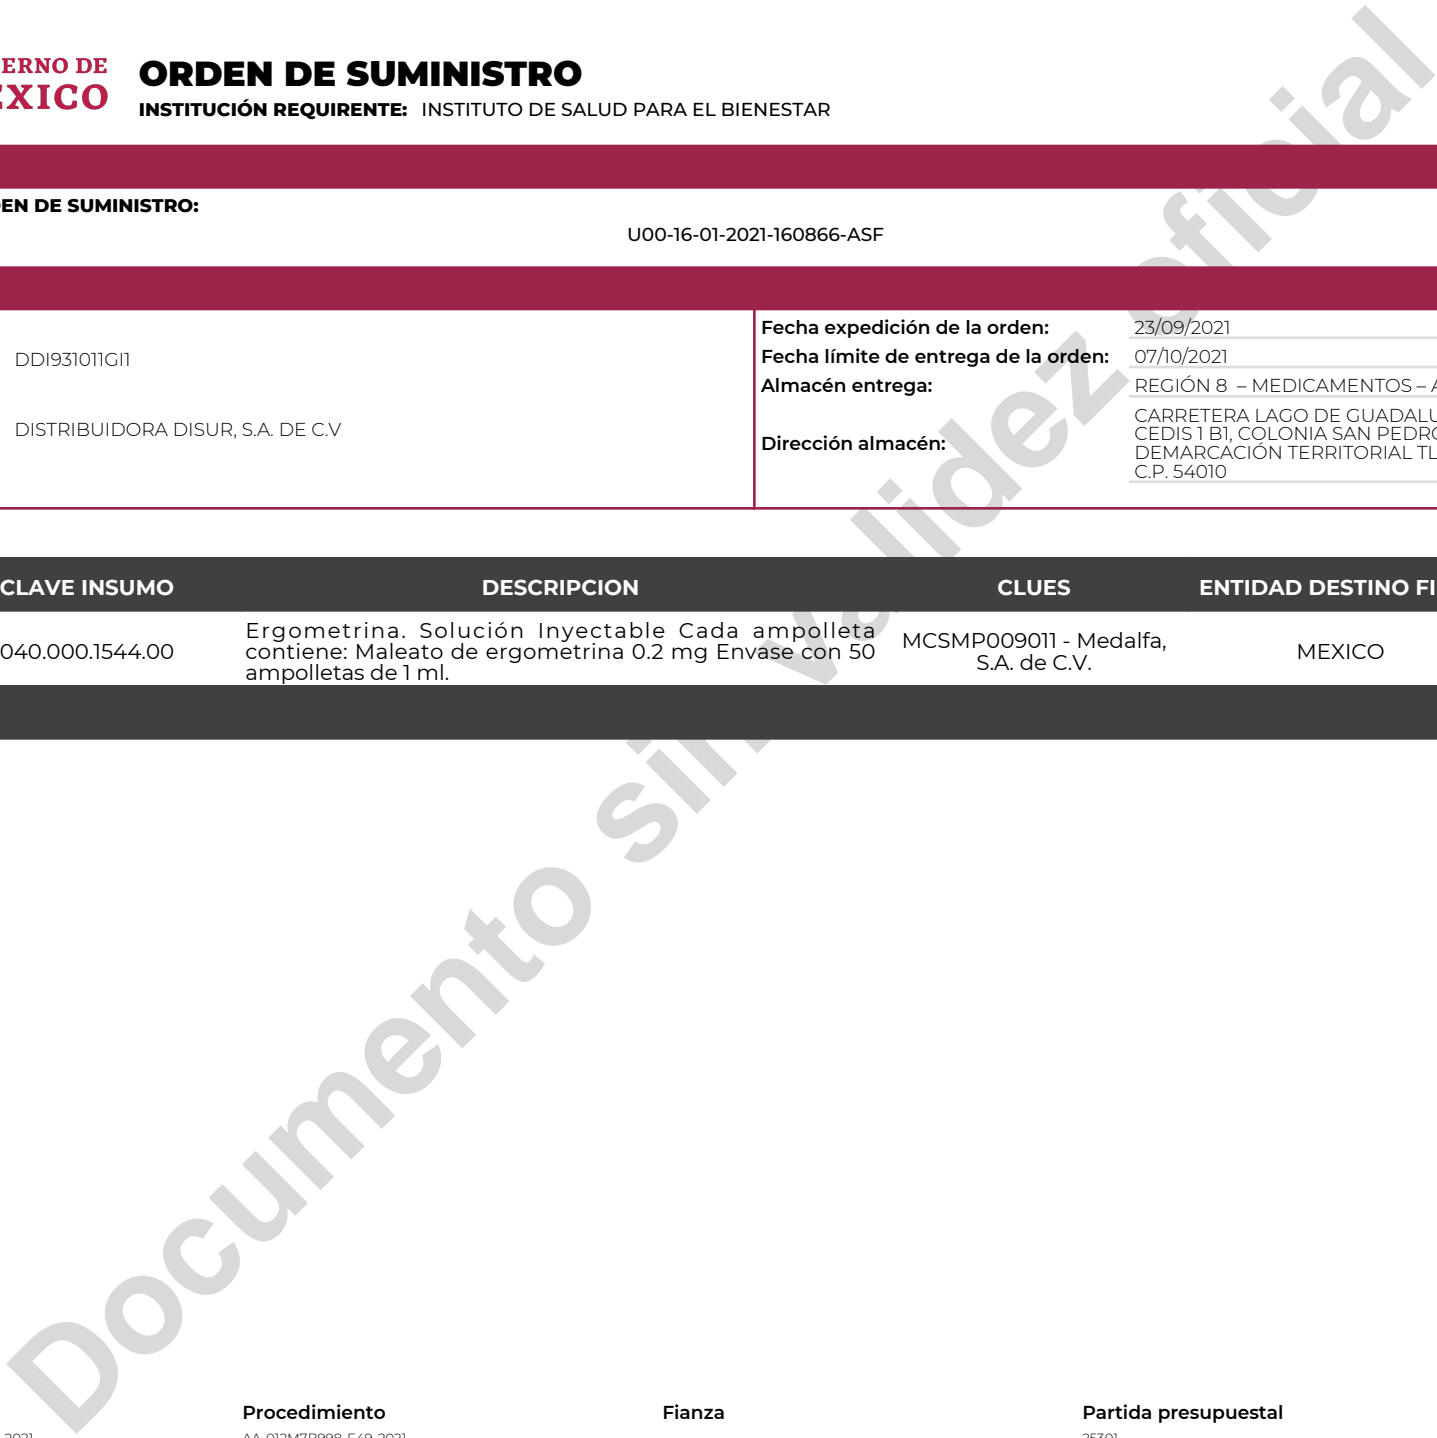 ERNO DE
ORDEN DE SUMINISTRO
EXICO
INSTITUCIÓN REQUIRENTE: INSTITUTO DE SALUD PARA EL BIENESTAR
EN DE SUMINISTRO:
U00-16-01-2021-160866-ASF
DDI931011GI1
DISTRIBUIDORA DISUR, S.A. DE C.V
Fecha expedición de la orden: 23/09/2021
Fecha límite de entrega de la orden: 07/10/2021
Almacén entrega: REGIÓN 8 – MEDICAMENTOS – A
Dirección almacén:
CARRETERA LAGO DE GUADALU
CEDIS 1 B1, COLONIA SAN PEDRO
DEMARCACIÓN TERRITORIAL TL
C.P. 54010
CLAVE INSUMO DESCRIPCION CLUES ENTIDAD DESTINO FI
040.000.1544.00
Ergometrina. Solución Inyectable Cada ampolleta
contiene: Maleato de ergometrina 0.2 mg Envase con 50
ampolletas de 1 ml.
MCSMP009011 - Medalfa,
S.A. de C.V.
MEXICO
Documento sin validez oficial
Procedimiento Fianza Partida presupuestal